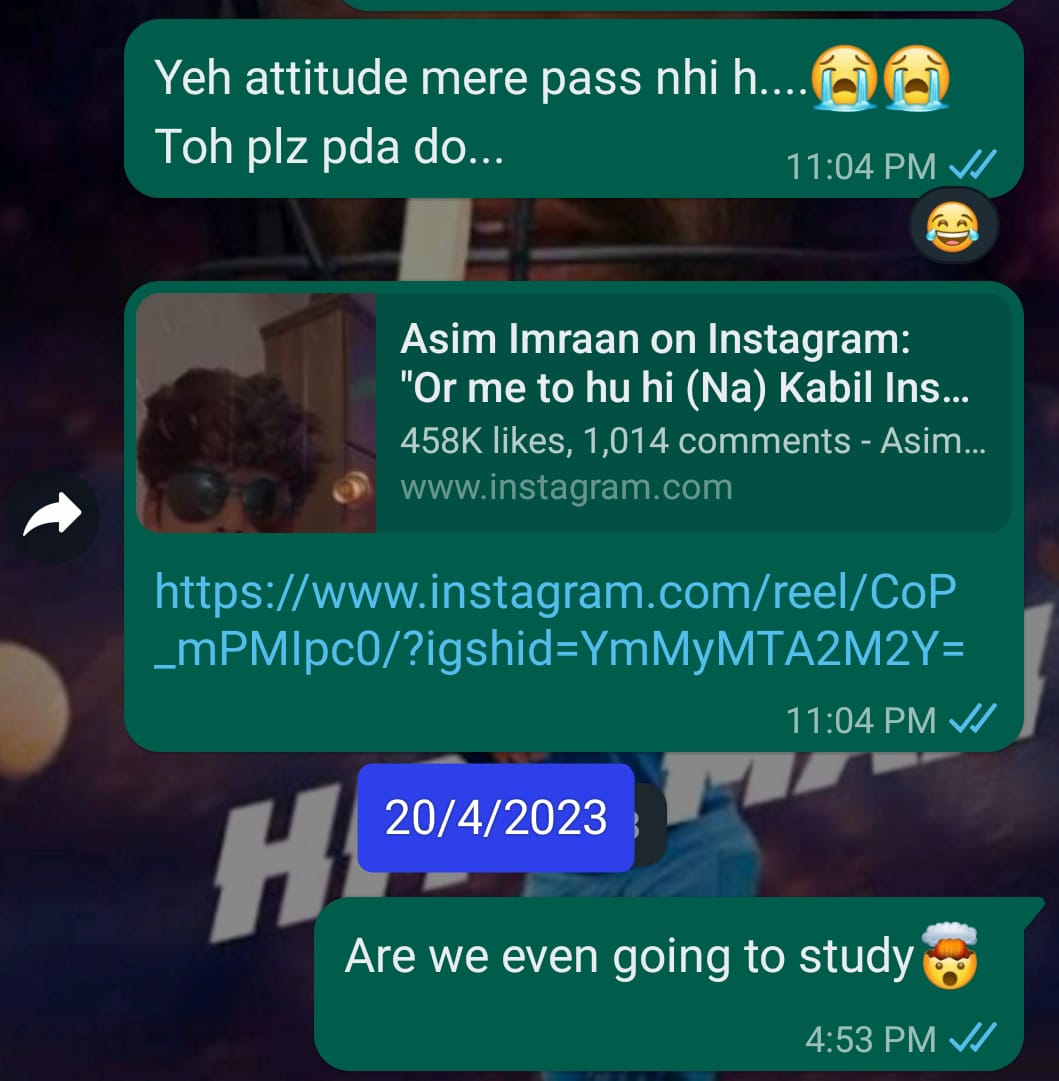 Yeh attitude mere pass nhi h....😭😭
Toh plz pda do...
11:04 PM
😂
Asim Imraan on Instagram:
"Or me to hu hi (Na) Kabil Ins...
458K likes, 1,014 comments - Asim...
www.instagram.com
https://www.instagram.com/reel/CoP
_mPMIpc0/?igshid=YmMyMTA2M2Y=
11:04 PM
20/4/2023
Are we even going to study🤯
4:53 PM